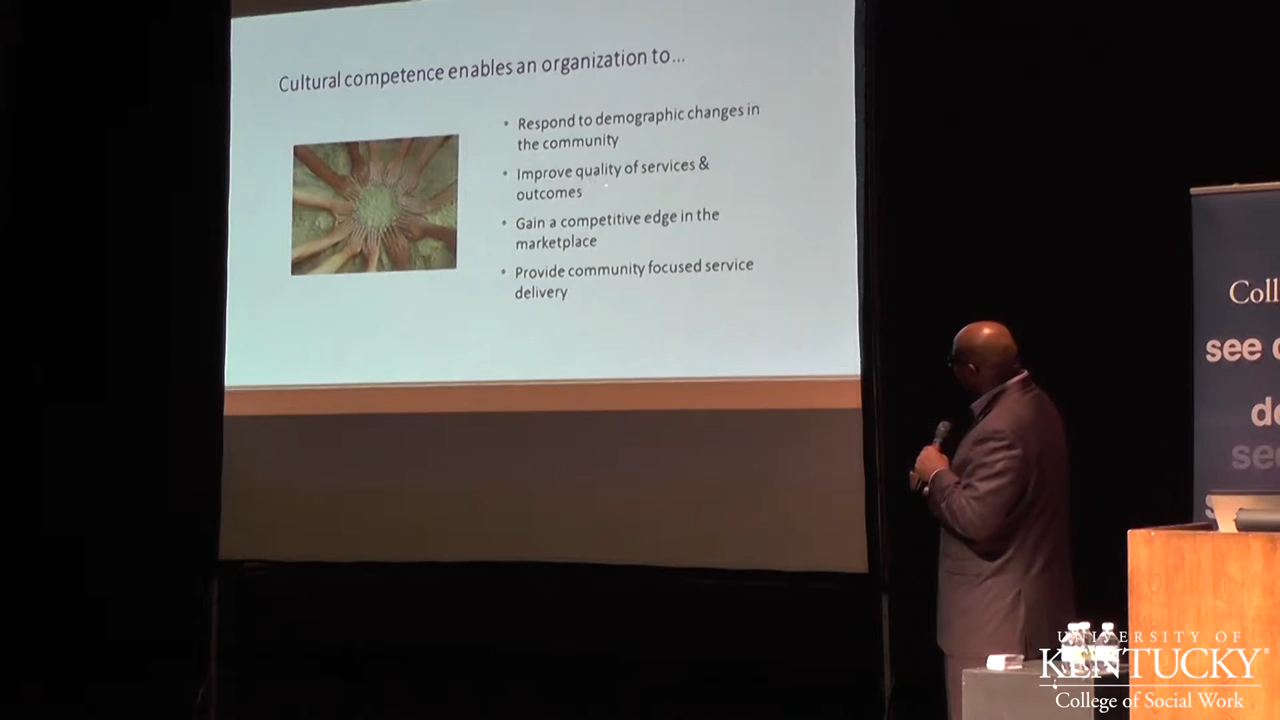 Cultural competence enables an organization to...
• Respond to demographic changes in
the community
• Improve quality of services &
outcomes
• Gain a competitive edge in the
marketplace
• Provide community focused service
delivery
Coll
see
see
UNIVERSITY OF
KENTUCKY®
College of Social Work